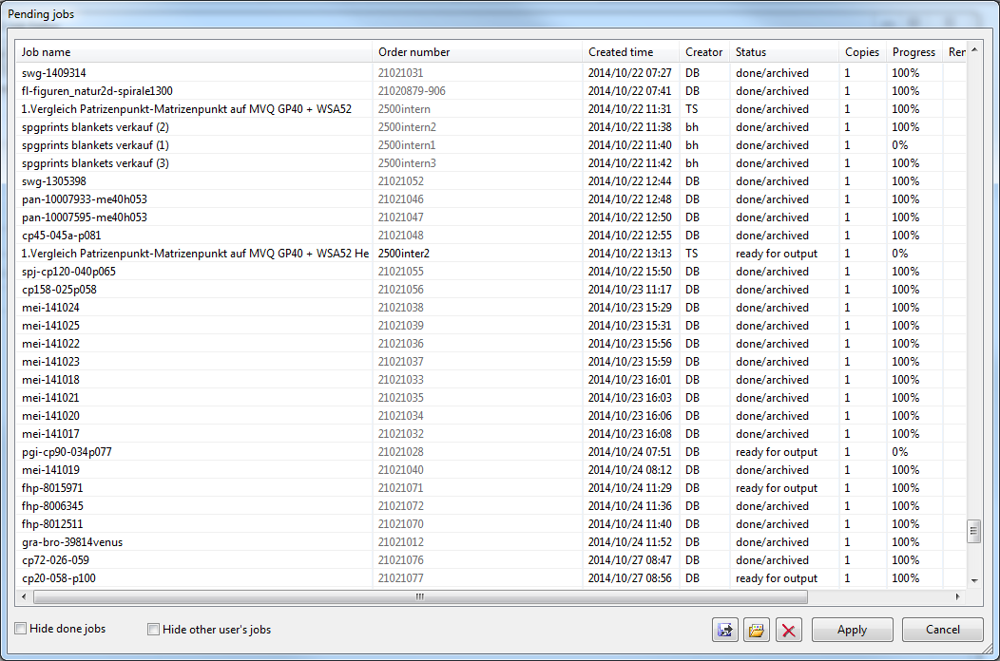 Pending jobs
Job name Order number Created time Creator Status Copies Progress Rer
swg-1409314 21021031 2014/10/22 07:27 DB done/archived 1 100%
fl-figuren_natur2d-spirale1300 21020879-906 2014/10/22 07:41 DB done/archived 1 100%
1.Vergleich Patrizenpunkt-Matrizenpunkt auf MVQ GP40 + WSA52 2500intern 2014/10/22 11:31 TS done/archived 1 100%
spgprints blankets verkauf (2) 2500intern2 2014/10/22 11:38 bh done/archived 1 100%
spgprints blankets verkauf (1) 2500intern1 2014/10/22 11:40 bh done/archived 1 0%
spgprints blankets verkauf (3) 2500intern3 2014/10/22 11:42 bh done/archived 1 100%
swg-1305398 21021052 2014/10/22 12:44 DB done/archived 1 100%
pan-10007933-me40h053 21021046 2014/10/22 12:48 DB done/archived 1 100%
pan-10007595-me40h053 21021047 2014/10/22 12:50 DB done/archived 1 100%
cp45-045a-p081 21021048 2014/10/22 12:55 DB done/archived 1 100%
1.Vergleich Patrizenpunkt-Matrizenpunkt auf MVQ GP40 + WSA52 He 2500inter2 2014/10/22 13:13 TS ready for output 1 0%
spj-cp120-040p065 21021055 2014/10/22 15:50 DB done/archived 1 100%
cp158-025p058 21021056 2014/10/23 11:17 DB done/archived 1 100%
mei-141024 21021038 2014/10/23 15:29 DB done/archived 1 100%
mei-141025 21021039 2014/10/23 15:31 DB done/archived 1 100%
mei-141022 21021036 2014/10/23 15:56 DB done/archived 1 100%
mei-141023 21021037 2014/10/23 15:59 DB done/archived 1 100%
mei-141018 21021033 2014/10/23 16:01 DB done/archived 1 100%
mei-141021 21021035 2014/10/23 16:03 DB done/archived 1 100%
mei-141020 21021034 2014/10/23 16:06 DB done/archived 1 100%
mei-141017 21021032 2014/10/23 16:08 DB done/archived 1 100%
pgi-cp90-034p077 21021028 2014/10/24 07:51 DB ready for output 1 0%
mei-141019 21021040 2014/10/24 08:12 DB done/archived 1 100%
fhp-8015971 21021071 2014/10/24 11:29 DB ready for output 1 100%
fhp-8006345 21021072 2014/10/24 11:36 DB done/archived 1 100%
fhp-8012511 21021070 2014/10/24 11:40 DB done/archived 1 100%
gra-bro-39814venus 21021012 2014/10/24 11:52 DB done/archived 1 100%
cp72-026-059 21021076 2014/10/27 08:47 DB done/archived 1 100%
cp20-058-p100 21021077 2014/10/27 08:56 DB ready for output 1 100%
Hide done jobs Hide other user's jobs Apply Cancel